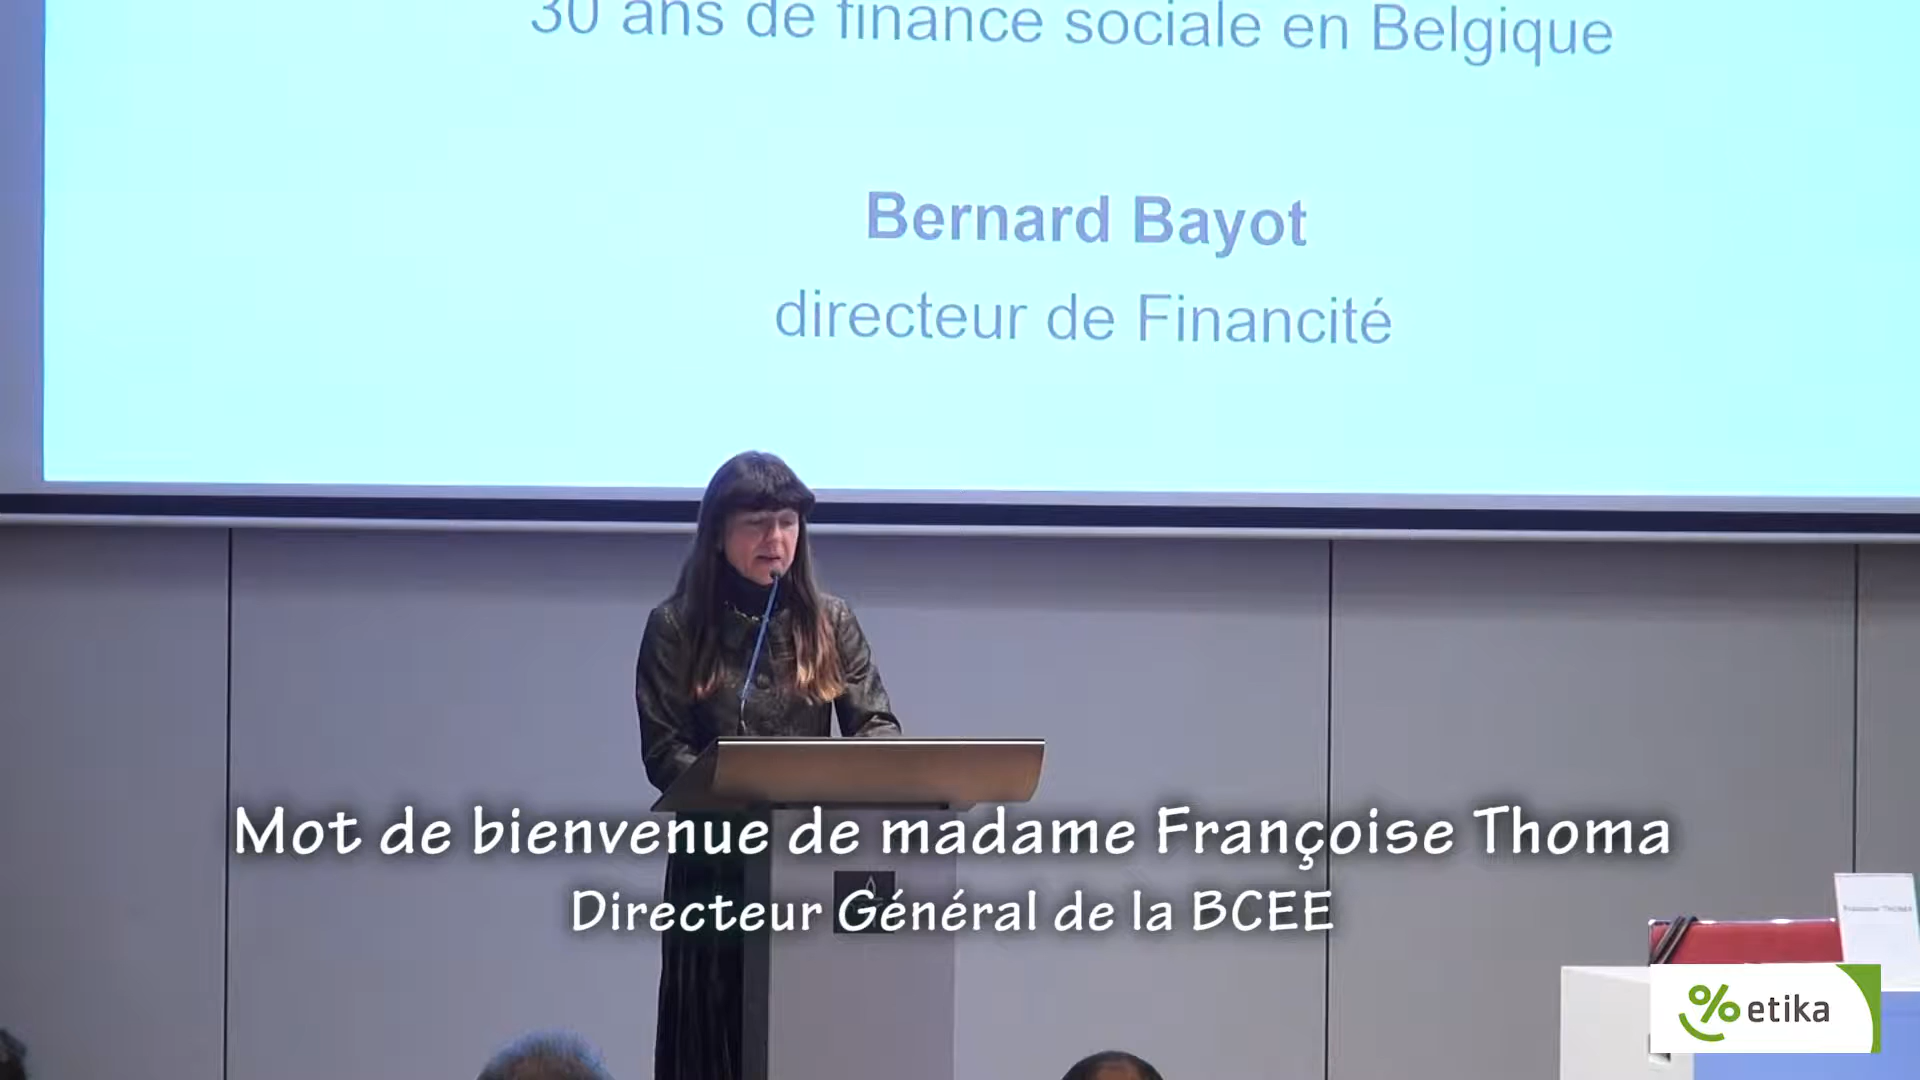 30 ans de finance sociale en Belgique
Bernard Bayot
directeur de Financité
Mot de bienvenue de madame Françoise Thoma
Directeur Général de la BCEE
% etika